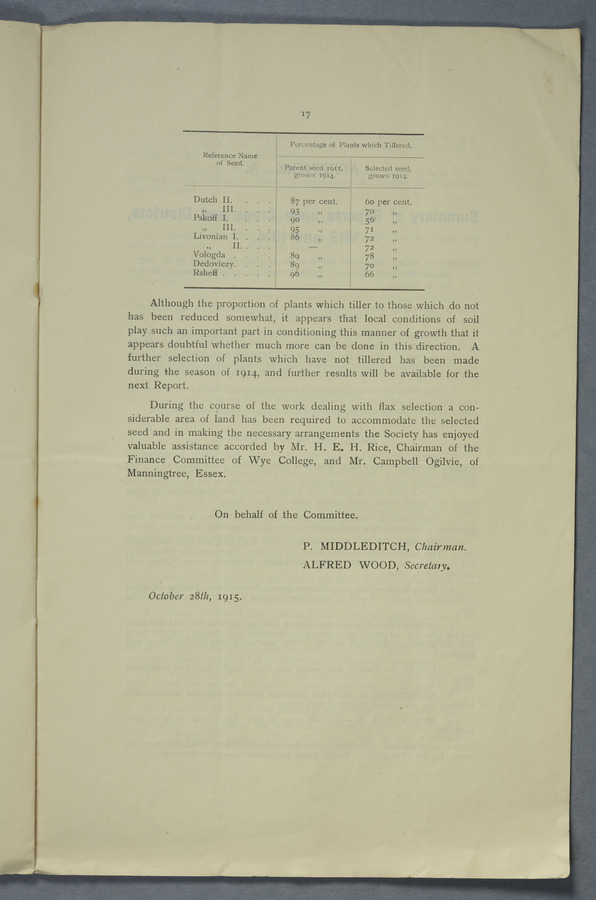 17
Reference Name of Seed. Percentage of Plants which Tillered.
Parent seed 1911, grown 1914. Selected seed, grown 1914.
Dutch II. . . . 87 per cent. 60 per cent.
„ III. . . . 93 „ 70 „
Pskoff I. . . . 90 „ 56 „
„ III. . . . 95 „ 71 „
Livonian I. . . . 86 „ 72 „
„ II. . . . — 72 „
Vologda . . . . 89 „ 78 „
Dedoviezy. . . . 89 „ 70 „
Rsheff . . . . . 96 „ 66 „
Although the proportion of plants which tiller to those which do not
has been reduced somewhat, it appears that local conditions of soil
play such an important part in conditioning this manner of growth that it
appears doubtful whether much more can be done in this direction. A
further selection of plants which have not tillered has been made
during the season of 1914, and further results will be available for the
next Report.
During the course of the work dealing with flax selection a con-
siderable area of land has been required to accommodate the selected
seed and in making the necessary arrangements the Society has enjoyed
valuable assistance accorded by Mr. H. E. H. Rice, Chairman of the
Finance Committee of Wye College, and Mr. Campbell Ogilvie, of
Manningtree, Essex.
On behalf of the Committee.
P. MIDDLEDITCH, Chairman.
ALFRED WOOD, Secretary.
October 28th, 1915.